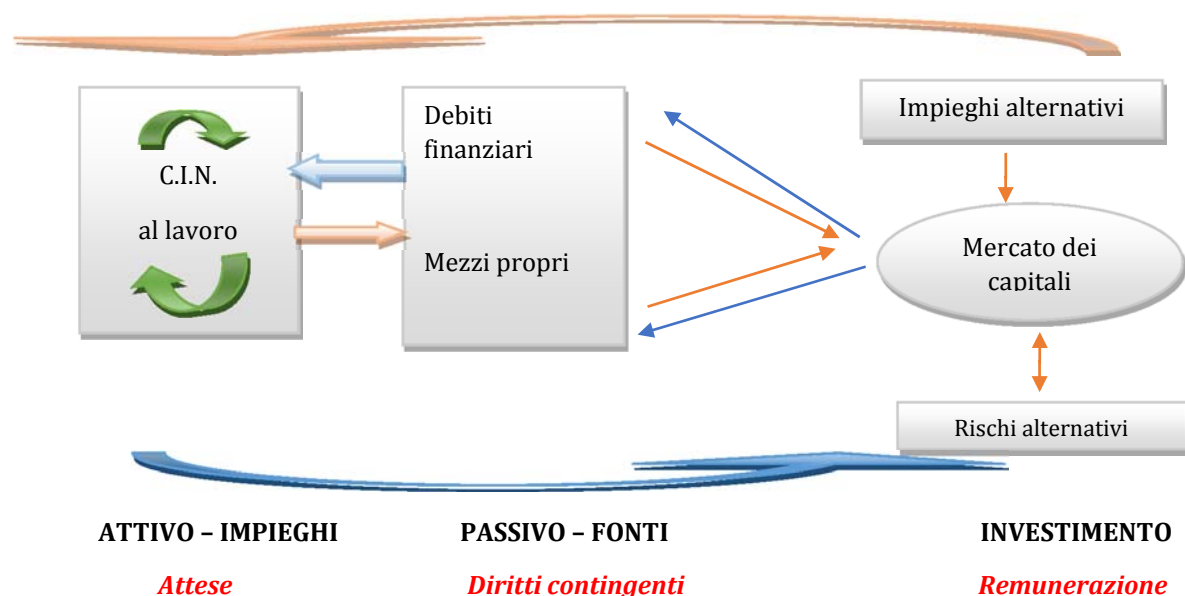 Debiti
finanziari
Impieghi alternativi
C.I.N.
al lavoro
Mezzi propri
Mercato dei
capitali
Rischi alternativi
ATTIVO – IMPIEGHI
PASSIVO – FONTI
INVESTIMENTO
Attese
Diritti contingenti
Remunerazione